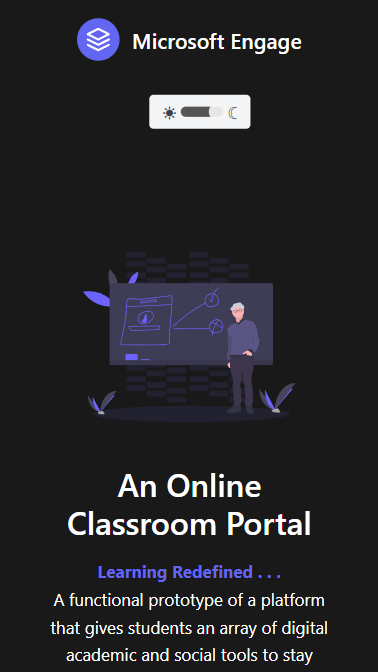 Microsoft Engage
An Online
Classroom Portal
Learning Redefined . . .
A functional prototype of a platform
that gives students an array of digital
academic and social tools to stay